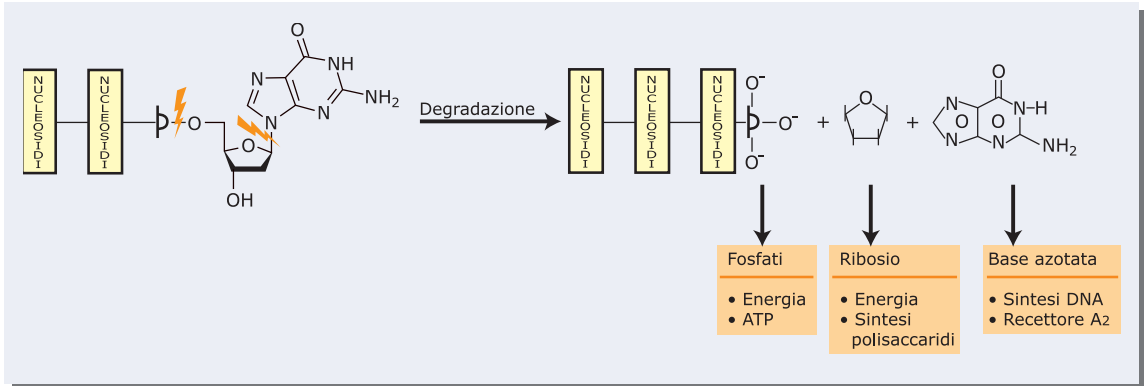 NUCLEOSIDI
NUCLEOSIDI
O
O
N
N
N
NH
N
NH₂
O
OH
Degradazione
NUCLEOSIDI
NUCLEOSIDI
NUCLEOSIDI
O⁻
O⁻
O⁻
+
O
+
O
N
N
N
N
N-H
O O
NH₂
Fosfati
• Energia
• ATP
Ribosio
• Energia
• Sintesi
polisaccaridi
Base azotata
• Sintesi DNA
• Recettore A2